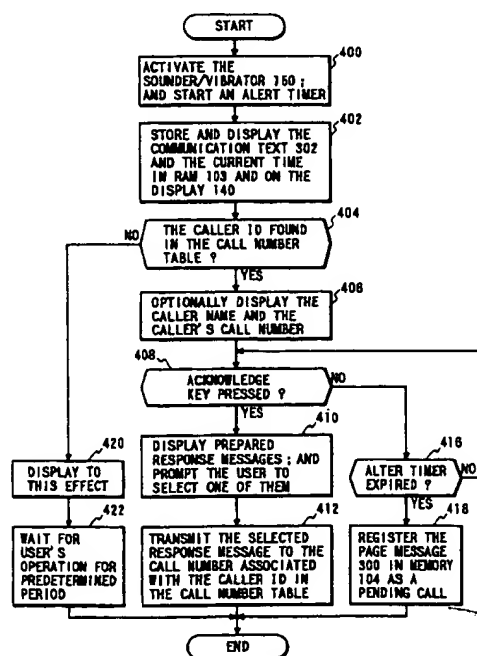 START
400
ACTIVATE THE
SOUNDER/VIBRATOR 150;
AND START AN ALERT TIMER
402
STORE AND DISPLAY THE
COMMUNICATION TEXT 302
AND THE CURRENT TIME
IN RAM 103 AND ON THE
DISPLAY 140
404
NO
THE CALLER ID FOUND
IN THE CALL NUMBER
TABLE ?
YES
406
OPTIONALLY DISPLAY THE
CALLER NAME AND THE
CALLER'S CALL NUMBER
408
ACKNOWLEDGE
KEY PRESSED ?
NO
YES
410
DISPLAY PREPARED
RESPONSE MESSAGES; AND
PROMPT THE USER TO
SELECT ONE OF THEM
416
ALTER TIMER
EXPIRED ?
NO
YES
420
DISPLAY TO
THIS EFFECT
422
WAIT FOR
USER'S
OPERATION FOR
PREDETERMINED
PERIOD
412
TRANSMIT THE SELECTED
RESPONSE MESSAGE TO THE
CALL NUMBER ASSOCIATED
WITH THE CALLER ID IN
THE CALL NUMBER TABLE
418
REGISTER THE
PAGE MESSAGE
300 IN MEMORY
104 AS A
PENDING CALL
END